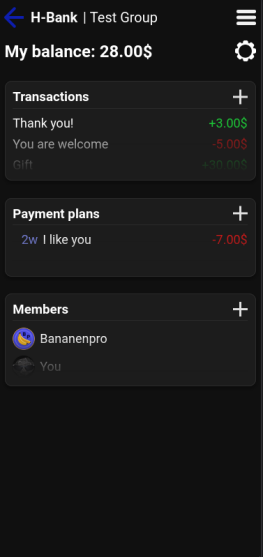 H-Bank | Test Group
My balance: 28.00$
Transactions
Thank you! +3.00$
You are welcome -5.00$
Gift +30.00$
Payment plans
2w I like you -7.00$
Members
Bananenpro
You